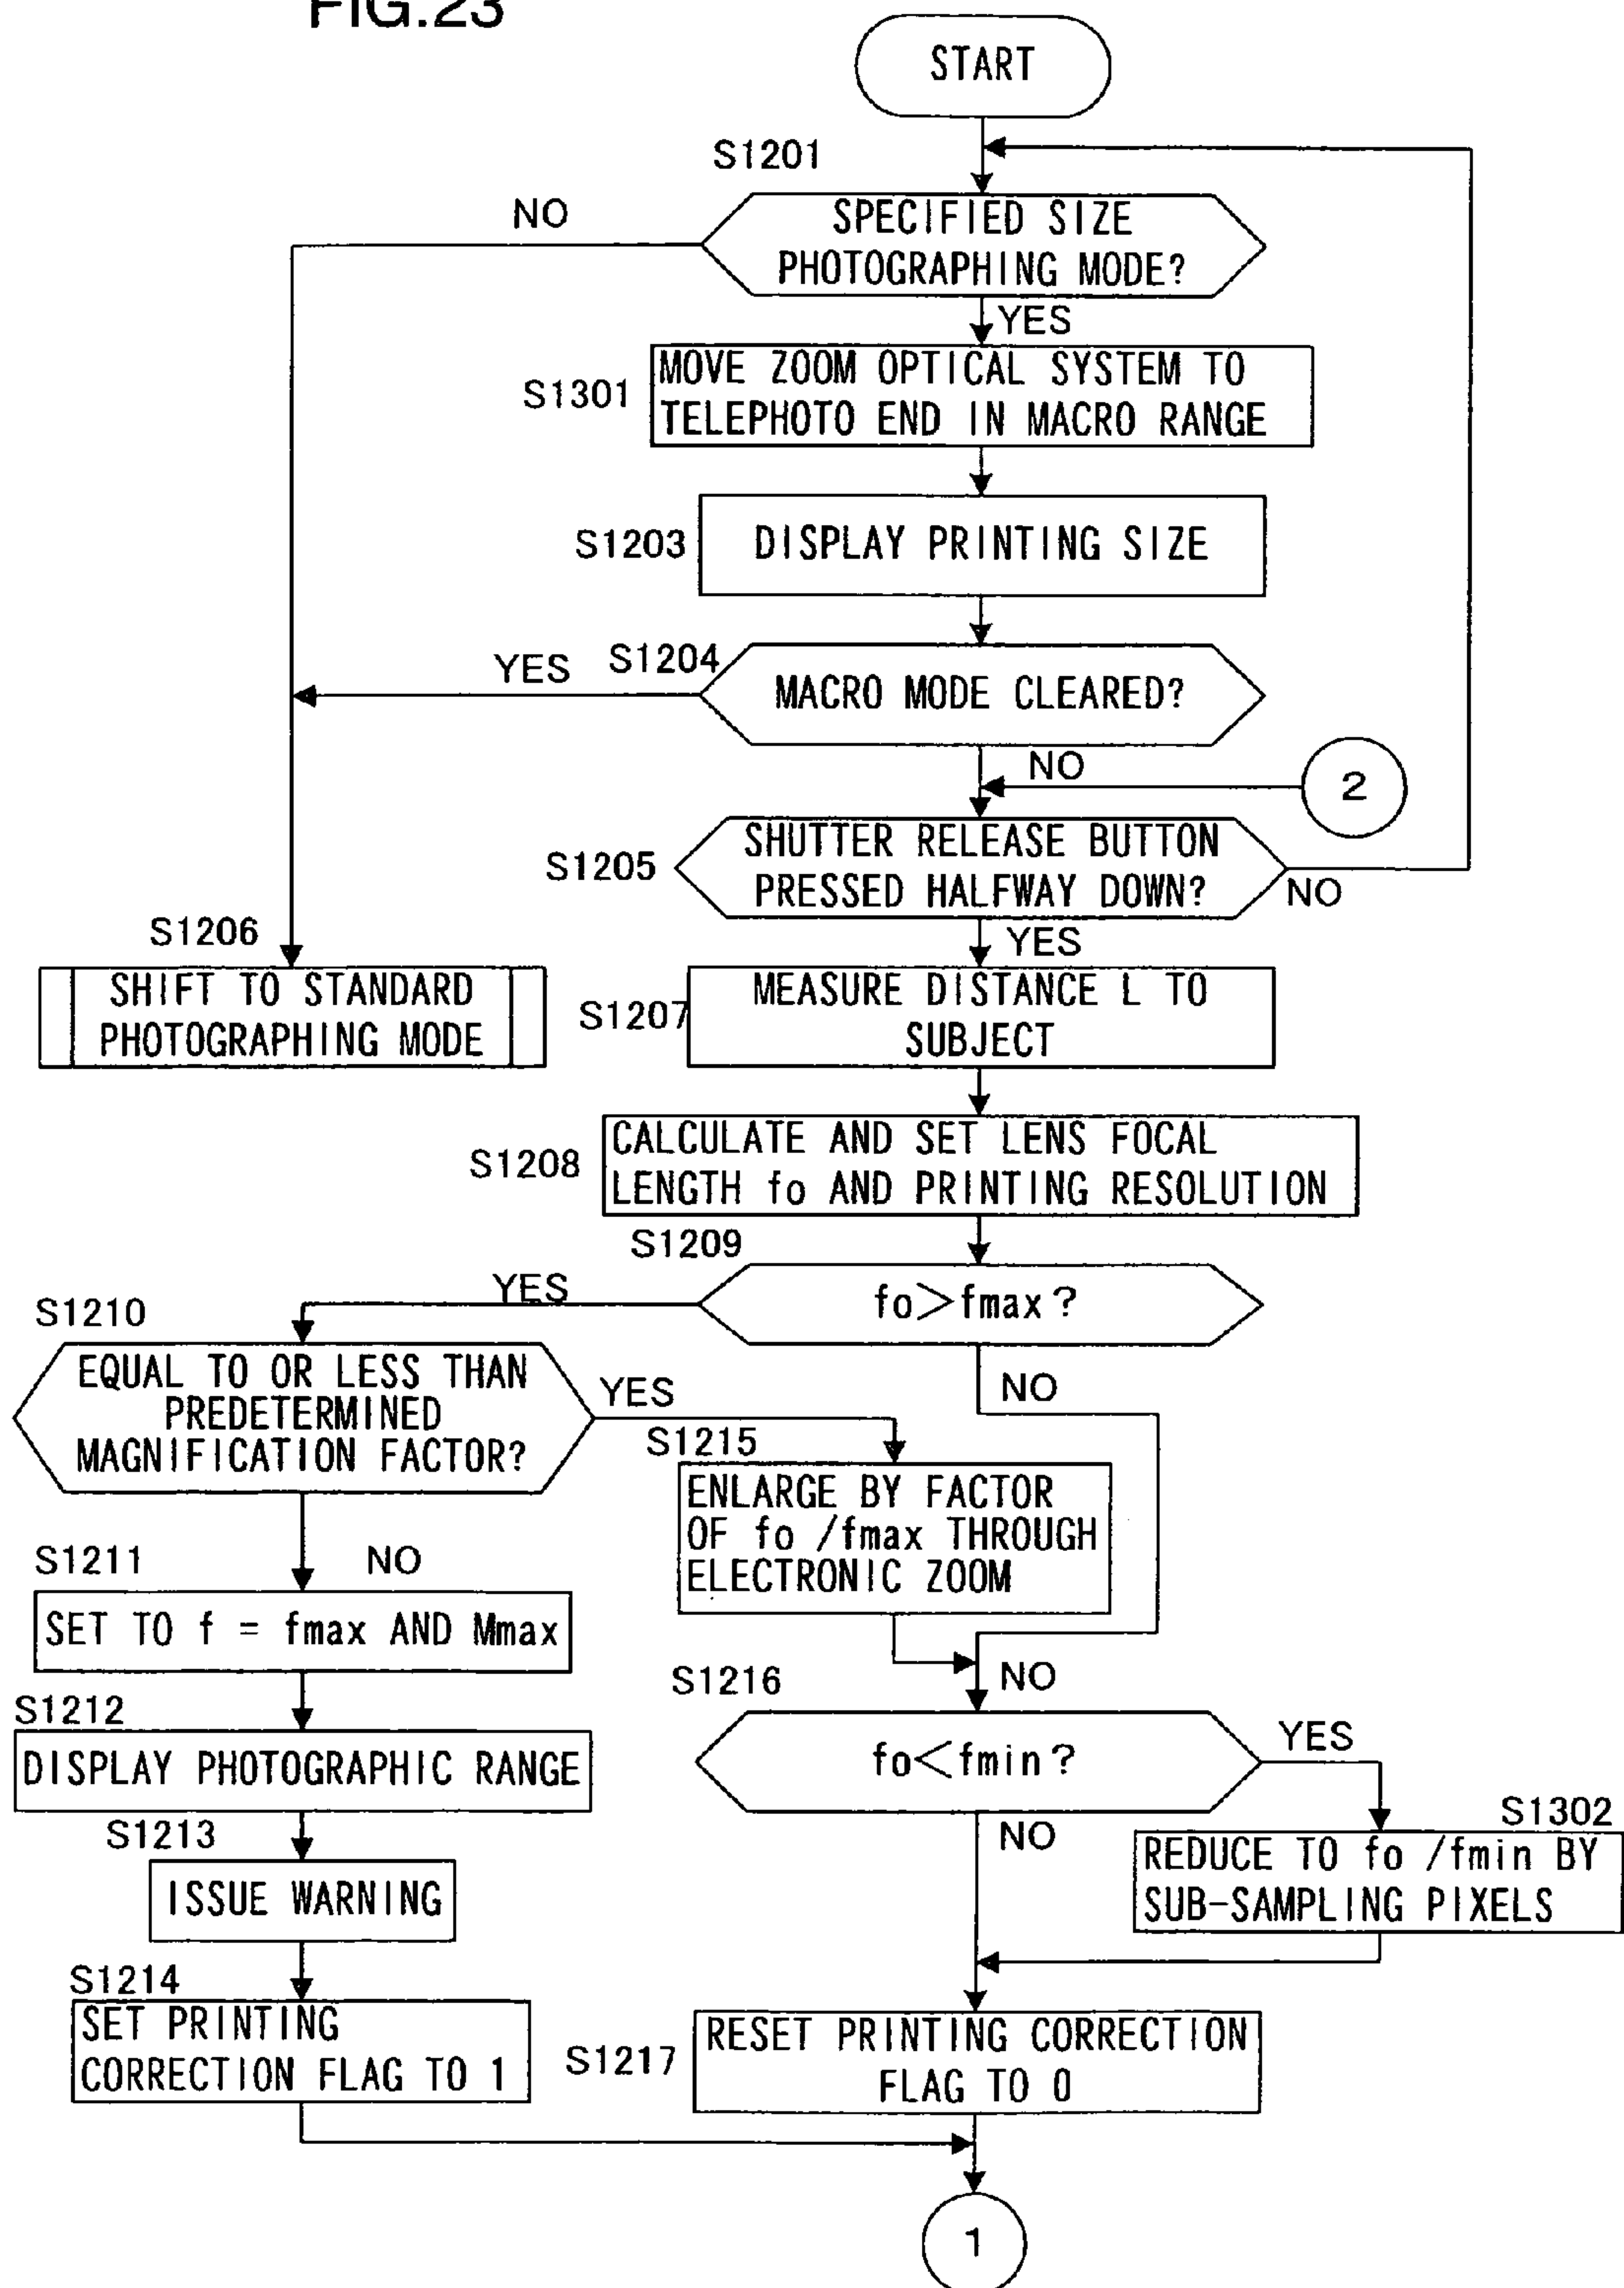 FIG.23
START
S1201
NO
SPECIFIED SIZE
PHOTOGRAPHING MODE?
YES
S1301
MOVE ZOOM OPTICAL SYSTEM TO
TELEPHOTO END IN MACRO RANGE
S1203
DISPLAY PRINTING SIZE
YES
S1204
MACRO MODE CLEARED?
NO
2
S1205
SHUTTER RELEASE BUTTON
PRESSED HALFWAY DOWN?
NO
YES
S1206
SHIFT TO STANDARD
PHOTOGRAPHING MODE
S1207
MEASURE DISTANCE L TO
SUBJECT
S1208
CALCULATE AND SET LENS FOCAL
LENGTH fo AND PRINTING RESOLUTION
S1209
YES
fo>fmax?
NO
S1210
EQUAL TO OR LESS THAN
PREDETERMINED
MAGNIFICATION FACTOR?
YES
S1215
ENLARGE BY FACTOR
OF fo /fmax THROUGH
ELECTRONIC ZOOM
S1211
NO
SET TO f = fmax AND Mmax
S1216
NO
S1212
DISPLAY PHOTOGRAPHIC RANGE
fo<fmin?
YES
NO
S1302
REDUCE TO fo /fmin BY
SUB-SAMPLING PIXELS
S1213
ISSUE WARNING
S1214
SET PRINTING
CORRECTION FLAG TO 1
S1217
RESET PRINTING CORRECTION
FLAG TO 0
1